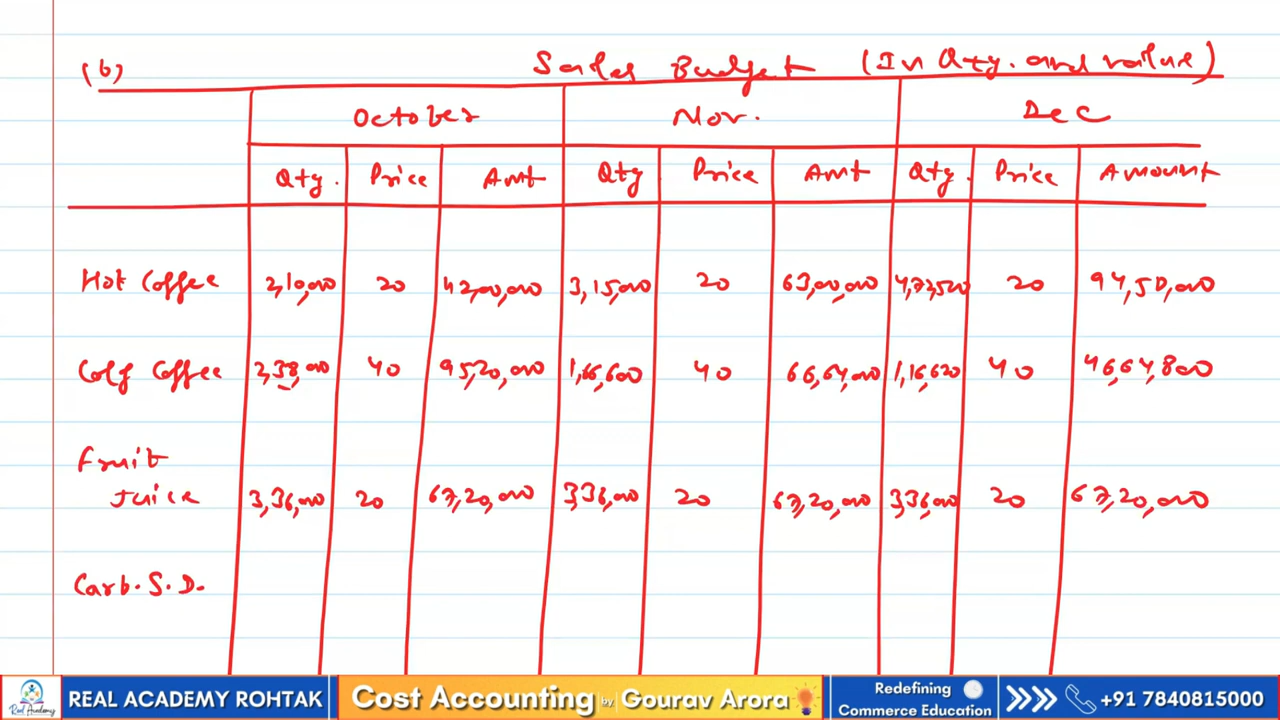 (b) Sales Budget (In Qty. and value)
October Nov. Dec
Qty. Price Amt Qty Price Amt Qty. Price Amount
Hot Coffee 2,10,000 20 42,00,000 3,15,000 20 63,00,000 4,72,500 20 94,50,000
Cold Coffee 2,38,000 40 95,20,000 1,66,600 40 66,64,000 1,16,620 40 46,64,800
Fruit
Juice 3,36,000 20 67,20,000 3,36,000 20 67,20,000 3,36,000 20 67,20,000
Carb. S. D.
Real Academy
REAL ACADEMY ROHTAK
Cost Accounting by Gourav Arora
Redefining
Commerce Education
+91 7840815000